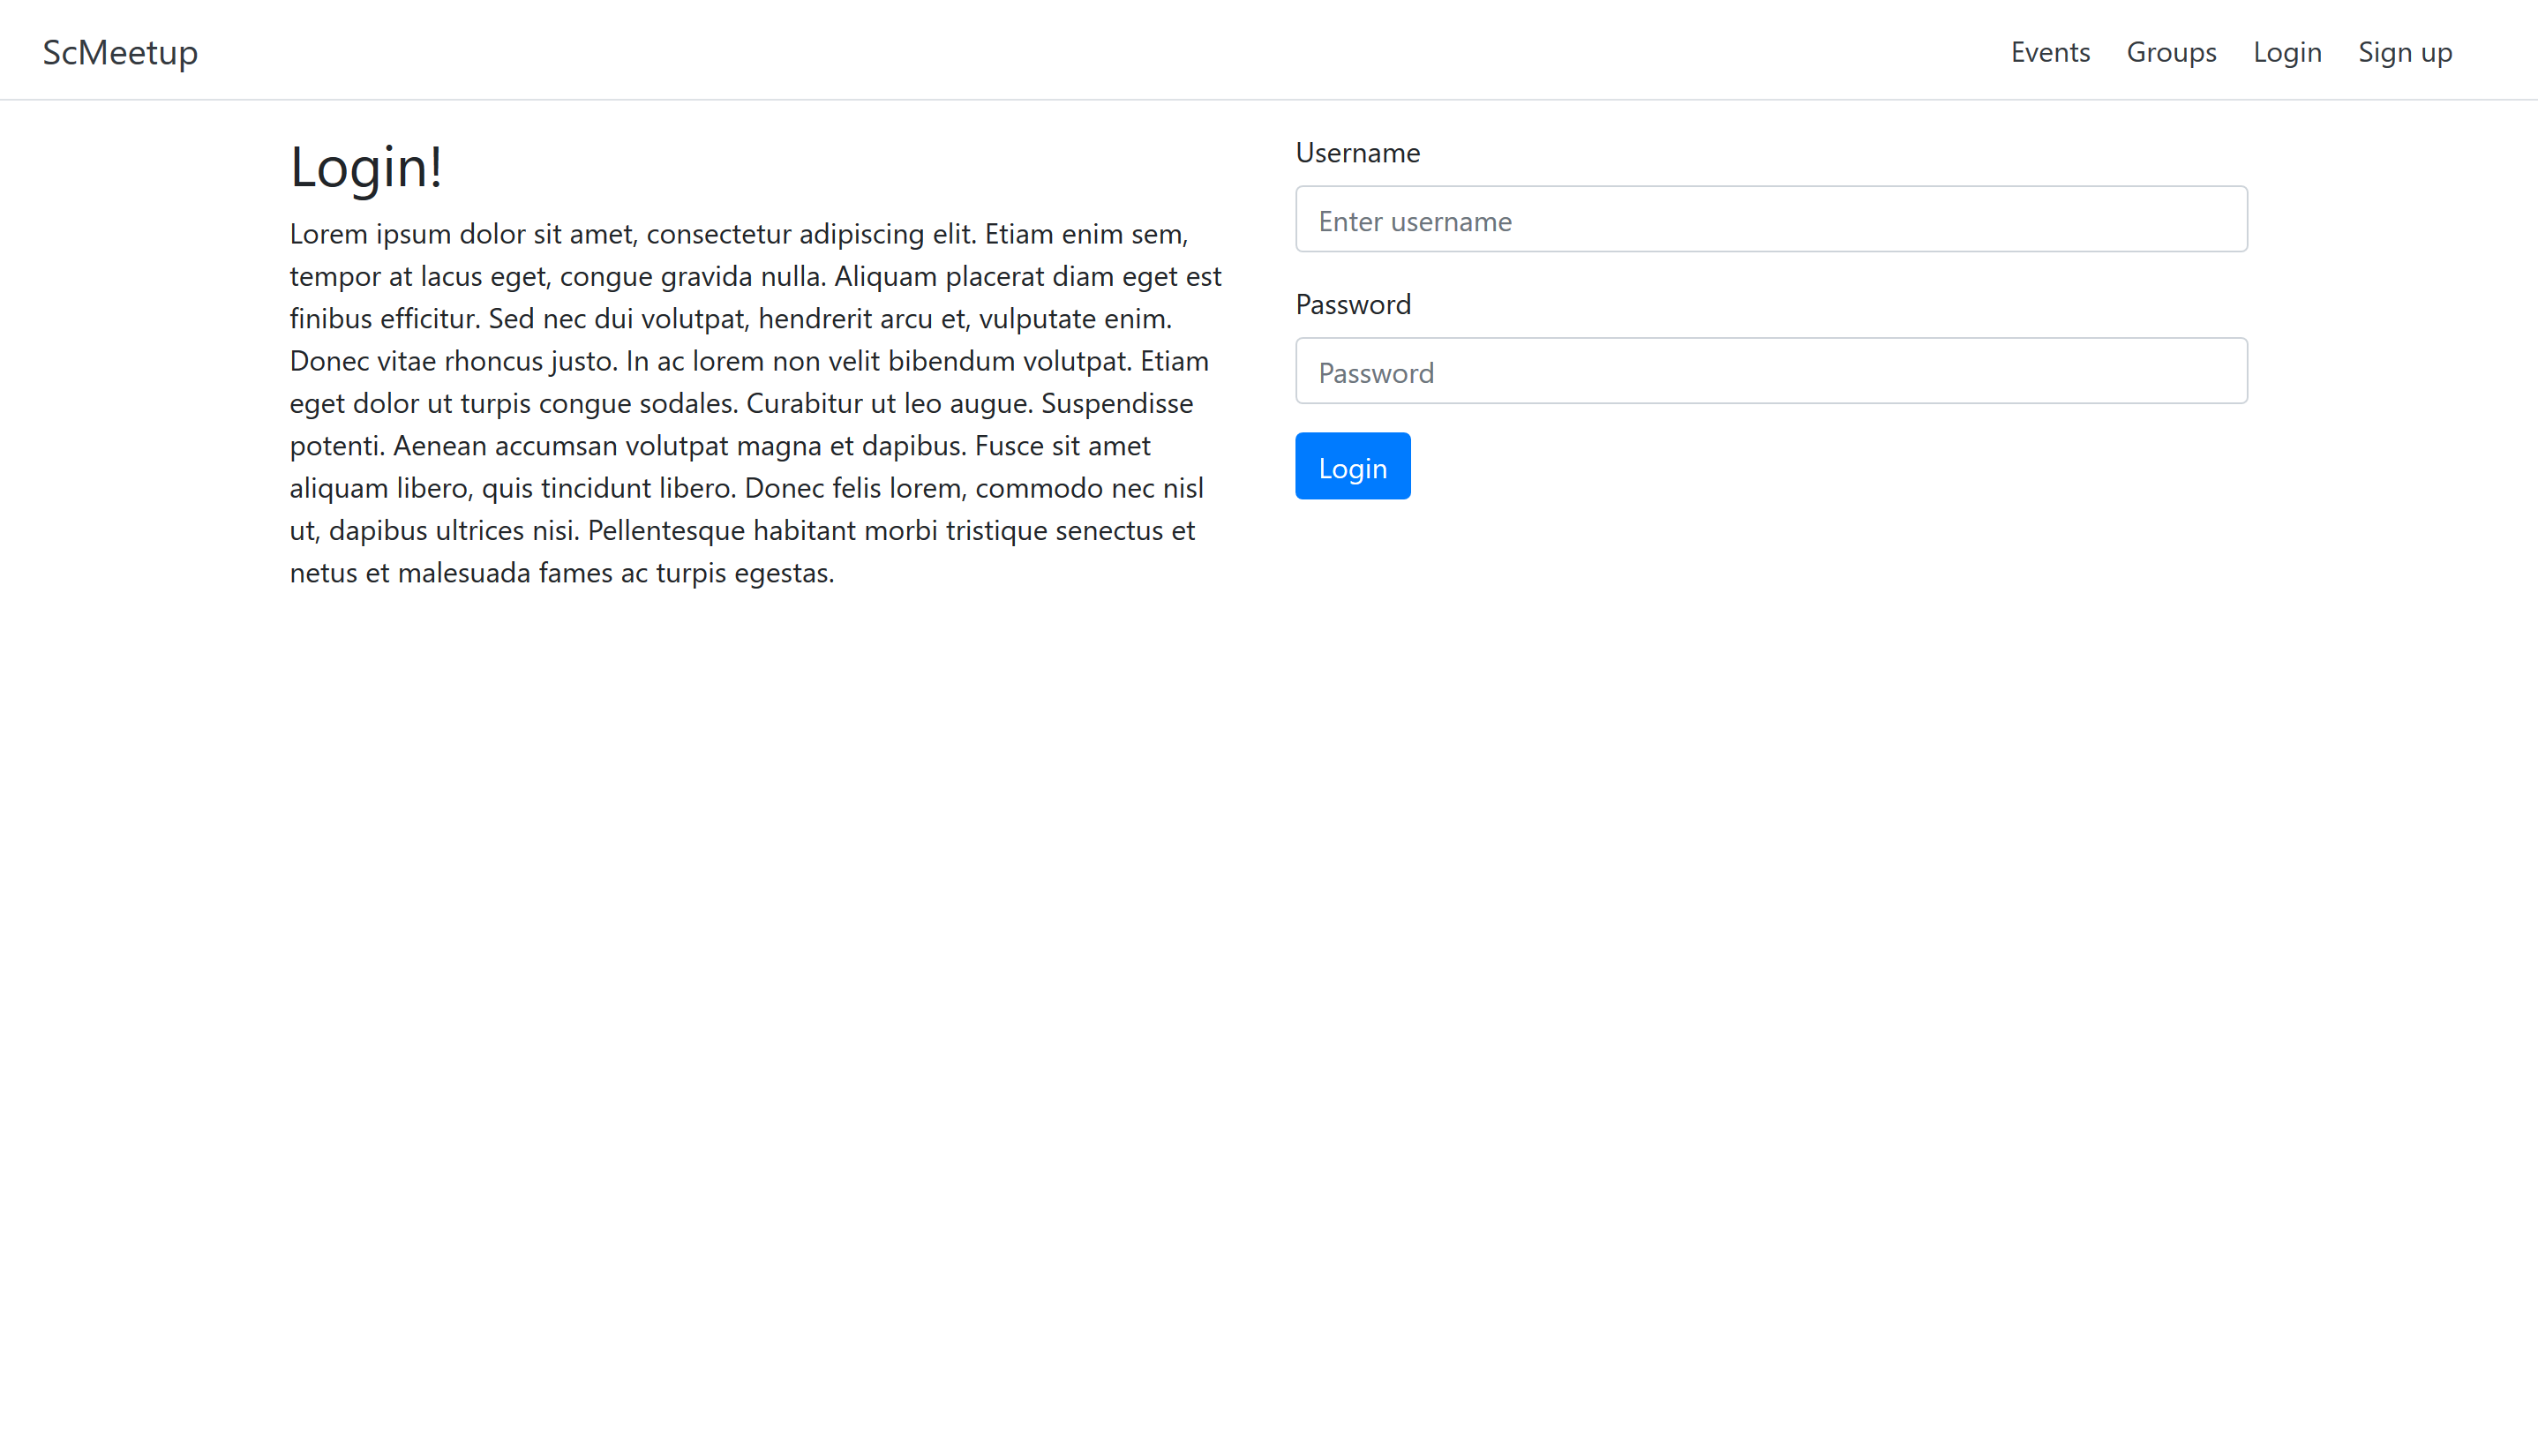 ScMeetup
Events Groups Login Sign up
Login!
Lorem ipsum dolor sit amet, consectetur adipiscing elit. Etiam enim sem,
tempor at lacus eget, congue gravida nulla. Aliquam placerat diam eget est
finibus efficitur. Sed nec dui volutpat, hendrerit arcu et, vulputate enim.
Donec vitae rhoncus justo. In ac lorem non velit bibendum volutpat. Etiam
eget dolor ut turpis congue sodales. Curabitur ut leo augue. Suspendisse
potenti. Aenean accumsan volutpat magna et dapibus. Fusce sit amet
aliquam libero, quis tincidunt libero. Donec felis lorem, commodo nec nisl
ut, dapibus ultrices nisi. Pellentesque habitant morbi tristique senectus et
netus et malesuada fames ac turpis egestas.
Username
Enter username
Password
Password
Login